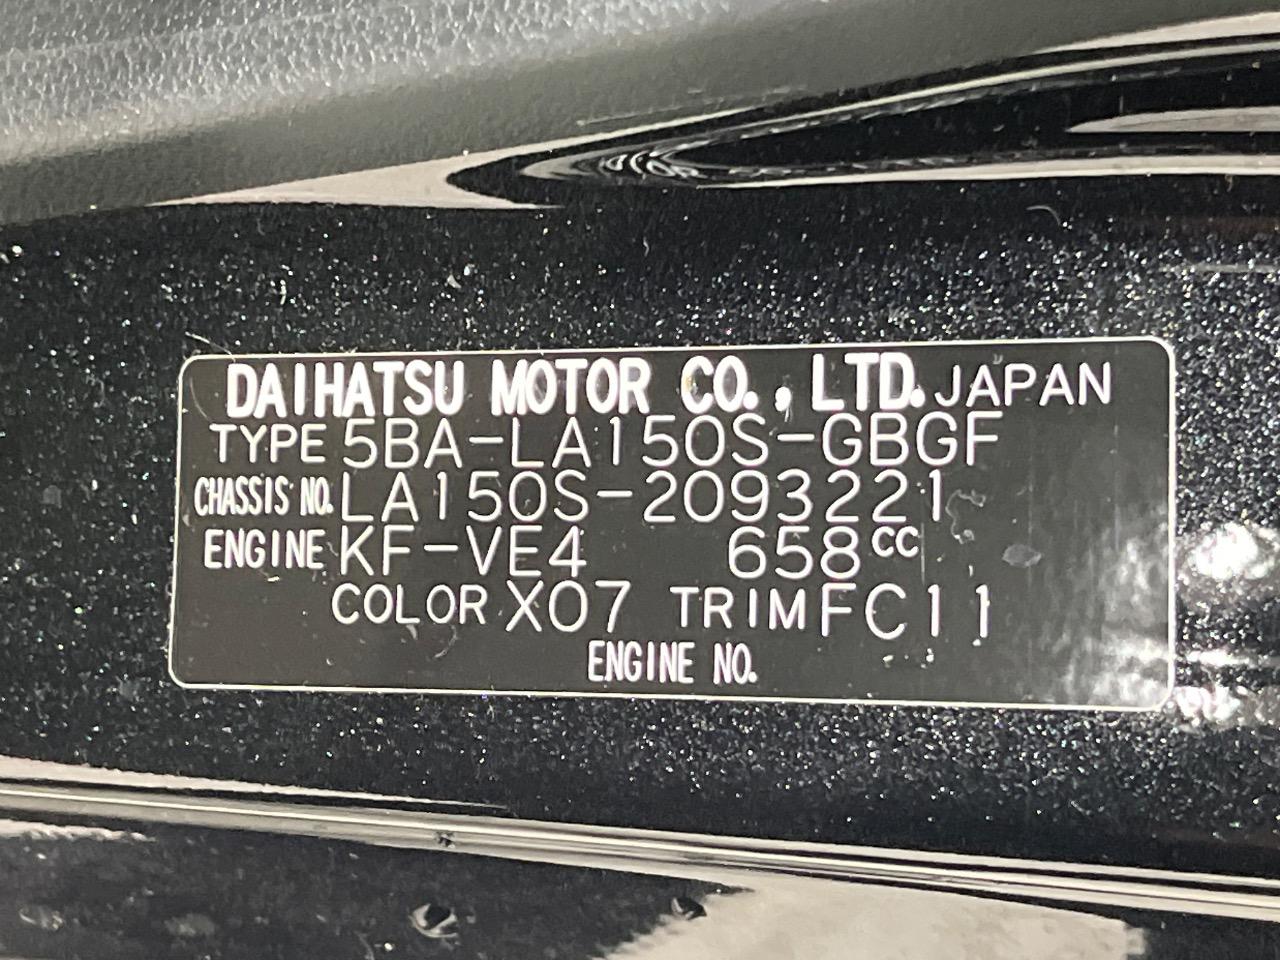 DAIHATSU MOTOR CO., LTD. JAPAN
TYPE 5BA-LA150S-GBGF
CHASSIS NO. LA150S-2093221
ENGINE KF-VE4 658cc
COLOR X07 TRIM FC11
ENGINE NO.